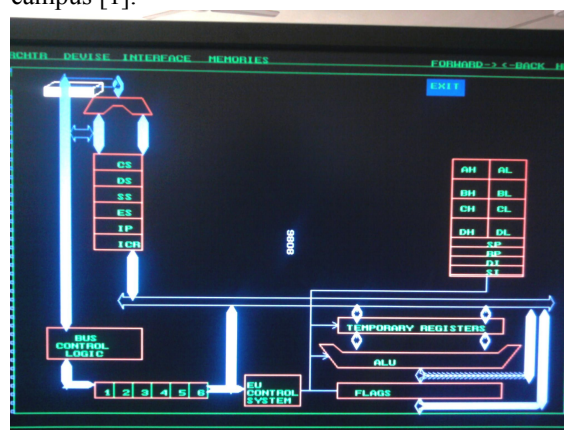 campus [1].
DEVISE INTERFACE MEMORIES
FORWARD-> <-BACK
EXIT
CS
DS
SS
ES
IP
ICR
8086
AH AL
BH BL
CH CL
DH DL
SP
BP
DI
SI
TEMPORARY REGISTERS
ALU
BUS
CONTROL
LOGIC
1 2 3 4 5 6
EU
CONTROL
SYSTEM
FLAGS